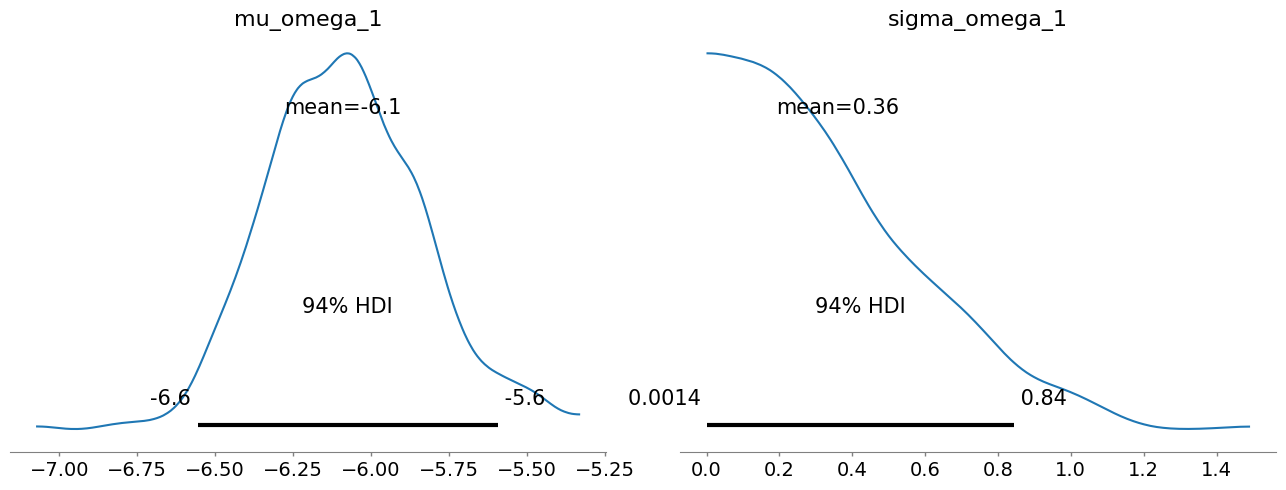 mu_omega_1
mean=-6.1
94% HDI
-6.6
-5.6
−7.00 −6.75 −6.50 −6.25 −6.00 −5.75 −5.50 −5.25
sigma_omega_1
mean=0.36
94% HDI
0.0014
0.84
0.0 0.2 0.4 0.6 0.8 1.0 1.2 1.4